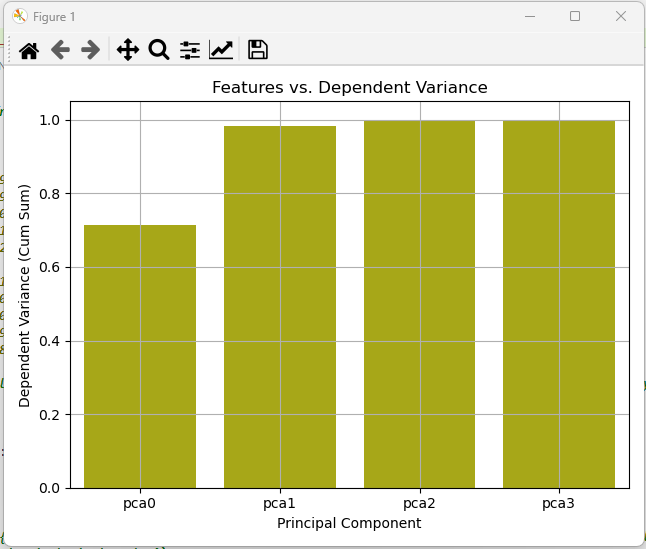 Figure 1
Features vs. Dependent Variance
Dependent Variance (Cum Sum)
1.0
0.8
0.6
0.4
0.2
0.0
pca0 pca1 pca2 pca3
Principal Component